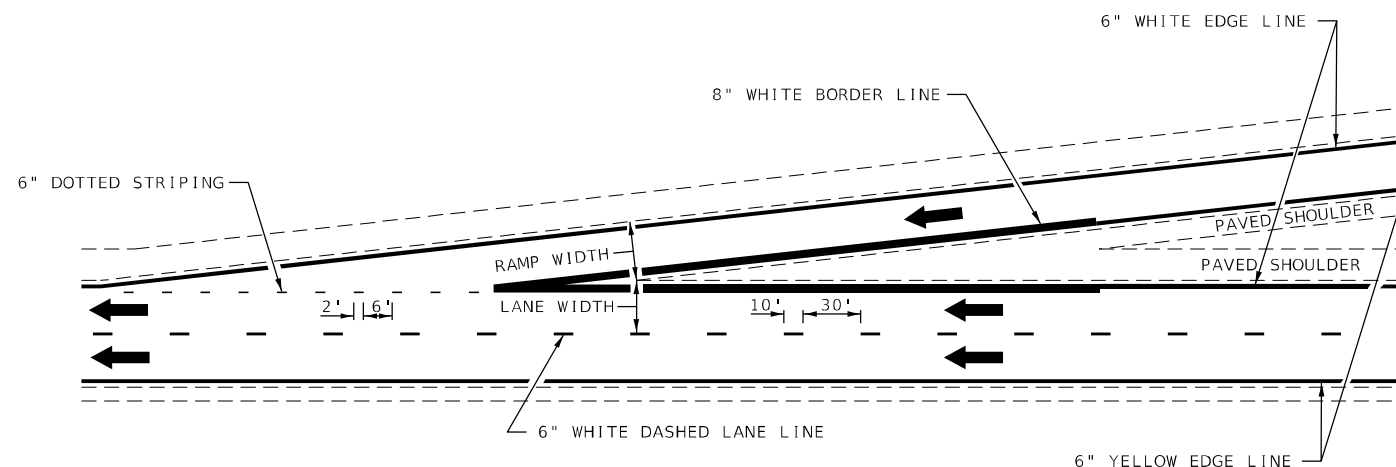 6" WHITE EDGE LINE
8" WHITE BORDER LINE
6" DOTTED STRIPING
PAVED SHOULDER
RAMP WIDTH
PAVED SHOULDER
2' 6'
LANE WIDTH
10' 30'
6" WHITE DASHED LANE LINE
6" YELLOW EDGE LINE